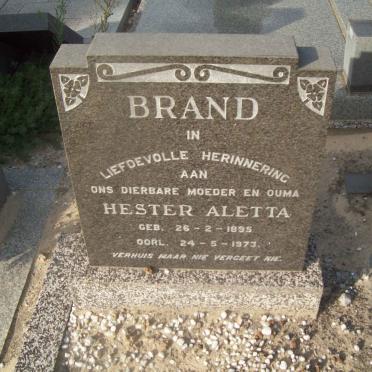 BRAND
IN
LIEFDEVOLLE HERINNERING
AAN
ONS DIERBARE MOEDER EN OUMA
HESTER ALETTA
GEB. 26-2-1895
OORL. 24-5-1973.
VERHUIS MAAR NIE VERGEET NIE.